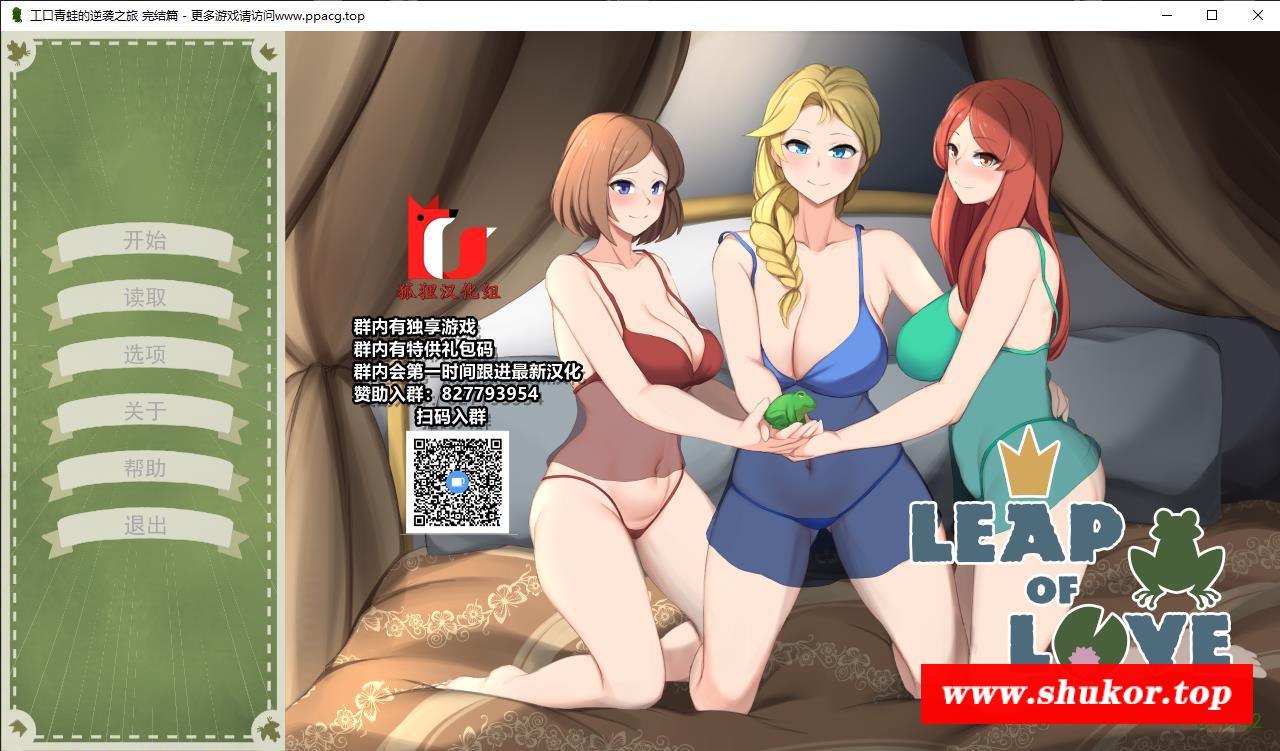 工口青蛙的逆袭之旅 完结篇 - 更多游戏请访问www.ppacg.top
开始
读取
选项
关于
帮助
退出
狐狸汉化组
群内有独享游戏
群内有特供礼包码
群内会第一时间跟进最新汉化
赞助入群：827793954
扫码入群
LEAP
OF
LOVE
www.shukor.top